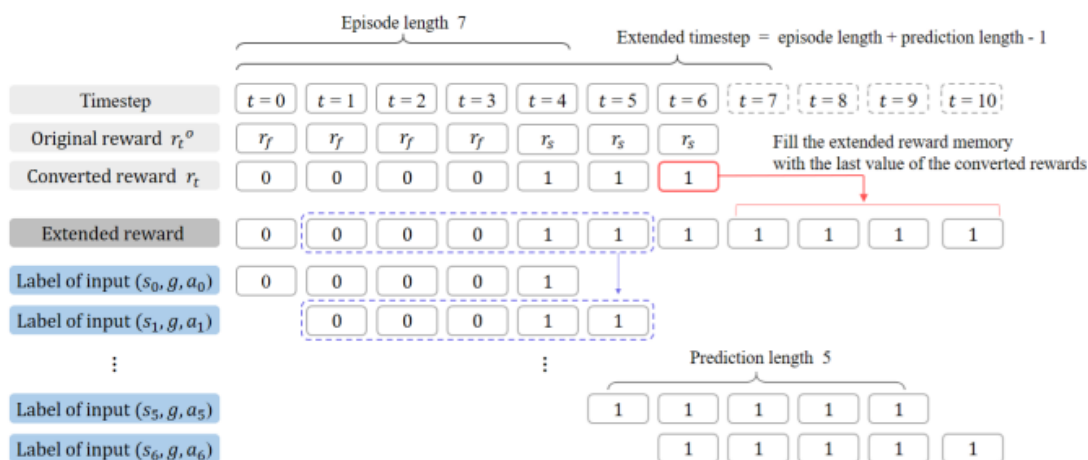 Episode length 7
Extended timestep = episode length + prediction length - 1
Timestep t = 0 t = 1 t = 2 t = 3 t = 4 t = 5 t = 6 t = 7 t = 8 t = 9 t = 10
Original reward r_t^o r_f r_f r_f r_f r_s r_s r_s
Fill the extended reward memory
with the last value of the converted rewards
Converted reward r_t 0 0 0 0 1 1 1
Extended reward 0 0 0 0 1 1 1 1 1 1 1
Label of input (s_0, g, a_0) 0 0 0 0 1
Label of input (s_1, g, a_1) 0 0 0 1 1
⋮ ⋮
Prediction length 5
Label of input (s_5, g, a_5) 1 1 1 1 1
Label of input (s_6, g, a_6) 1 1 1 1 1